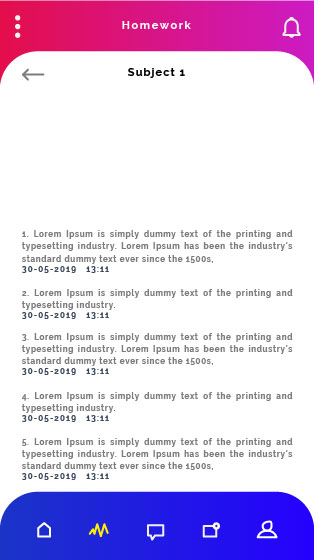 Homework
Subject 1
1. Lorem Ipsum is simply dummy text of the printing and
typesetting industry. Lorem Ipsum has been the industry's
standard dummy text ever since the 1500s,
30-05-2019 13:11
2. Lorem Ipsum is simply dummy text of the printing and
typesetting industry.
30-05-2019 13:11
3. Lorem Ipsum is simply dummy text of the printing and
typesetting industry. Lorem Ipsum has been the industry's
standard dummy text ever since the 1500s,
30-05-2019 13:11
4. Lorem Ipsum is simply dummy text of the printing and
typesetting industry.
30-05-2019 13:11
5. Lorem Ipsum is simply dummy text of the printing and
typesetting industry. Lorem Ipsum has been the industry's
standard dummy text ever since the 1500s,
30-05-2019 13:11